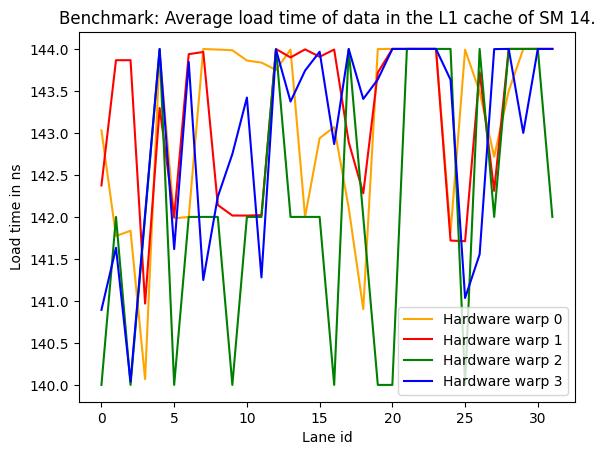 Benchmark: Average load time of data in the L1 cache of SM 14.
Load time in ns
144.0
143.5
143.0
142.5
142.0
141.5
141.0
140.5
140.0
Hardware warp 0
Hardware warp 1
Hardware warp 2
Hardware warp 3
0 5 10 15 20 25 30
Lane id